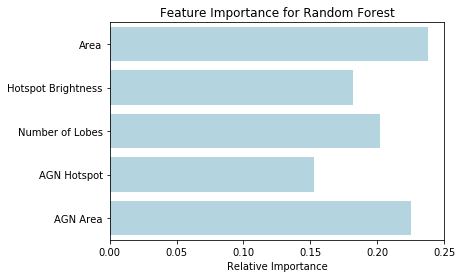 Feature Importance for Random Forest
Area
Hotspot Brightness
Number of Lobes
AGN Hotspot
AGN Area
0.00 0.05 0.10 0.15 0.20 0.25
Relative Importance